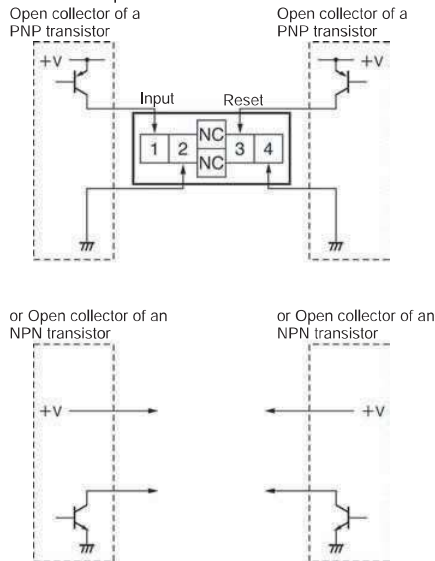 Open collector of a
PNP transistor
Open collector of a
PNP transistor
+V
+V
Input
Reset
1
2
NC
NC
3
4
or Open collector of an
NPN transistor
or Open collector of an
NPN transistor
+V
+V